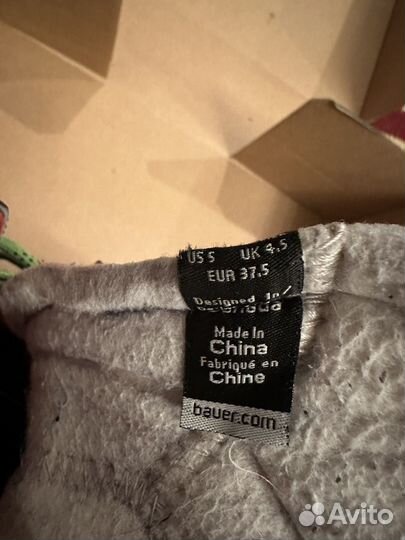 US 5 UK 4.5
EUR 37.5
Designed In/
Made In
China
Fabriqué en
Chine
bauer.com
Avito